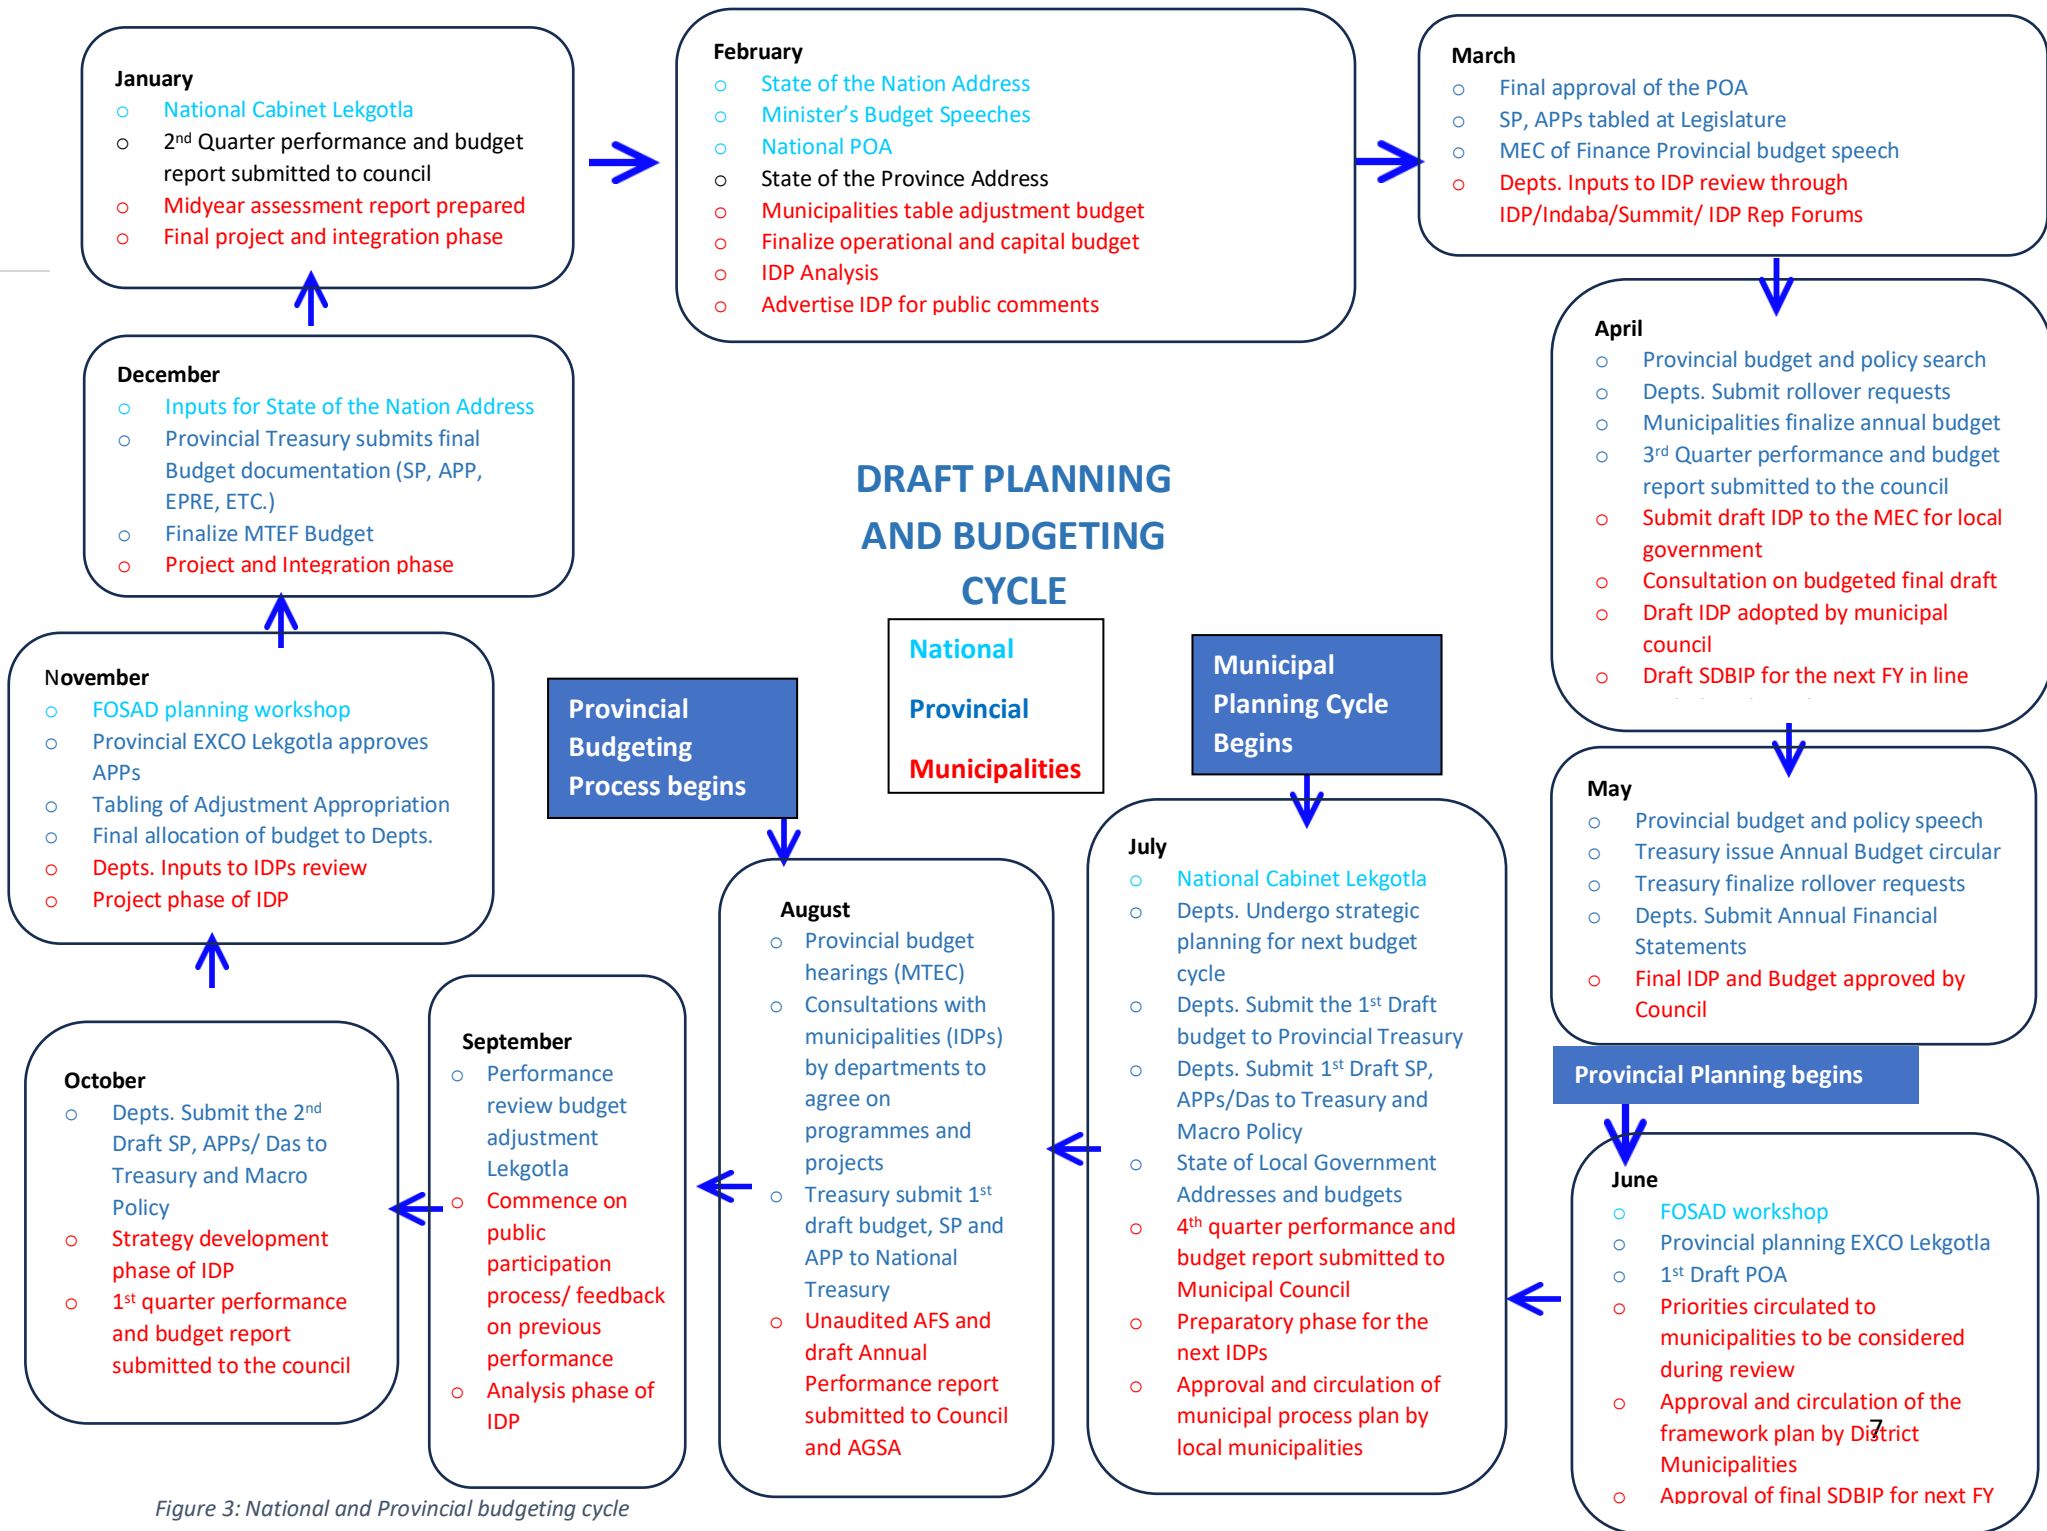 January
o National Cabinet Lekgotla
o 2nd Quarter performance and budget
report submitted to council
o Midyear assessment report prepared
o Final project and integration phase
February
o State of the Nation Address
o Minister’s Budget Speeches
o National POA
o State of the Province Address
o Municipalities table adjustment budget
o Finalize operational and capital budget
o IDP Analysis
o Advertise IDP for public comments
March
o Final approval of the POA
o SP, APPs tabled at Legislature
o MEC of Finance Provincial budget speech
o Depts. Inputs to IDP review through
IDP/Indaba/Summit/ IDP Rep Forums
April
o Provincial budget and policy search
o Depts. Submit rollover requests
o Municipalities finalize annual budget
o 3rd Quarter performance and budget
report submitted to the council
o Submit draft IDP to the MEC for local
government
o Consultation on budgeted final draft
o Draft IDP adopted by municipal
council
o Draft SDBIP for the next FY in line
December
o Inputs for State of the Nation Address
o Provincial Treasury submits final
Budget documentation (SP, APP,
EPRE, ETC.)
o Finalize MTEF Budget
o Project and Integration phase
DRAFT PLANNING
AND BUDGETING
CYCLE
National
Provincial
Municipalities
Provincial
Budgeting
Process begins
Municipal
Planning Cycle
Begins
November
o FOSAD planning workshop
o Provincial EXCO Lekgotla approves
APPs
o Tabling of Adjustment Appropriation
o Final allocation of budget to Depts.
o Depts. Inputs to IDPs review
o Project phase of IDP
May
o Provincial budget and policy speech
o Treasury issue Annual Budget circular
o Treasury finalize rollover requests
o Depts. Submit Annual Financial
Statements
o Final IDP and Budget approved by
Council
Provincial Planning begins
October
o Depts. Submit the 2nd
Draft SP, APPs/ Das to
Treasury and Macro
Policy
o Strategy development
phase of IDP
o 1st quarter performance
and budget report
submitted to the council
September
o Performance
review budget
adjustment
Lekgotla
o Commence on
public
participation
process/ feedback
on previous
performance
o Analysis phase of
IDP
August
o Provincial budget
hearings (MTEC)
o Consultations with
municipalities (IDPs)
by departments to
agree on
programmes and
projects
o Treasury submit 1st
draft budget, SP and
APP to National
Treasury
o Unaudited AFS and
draft Annual
Performance report
submitted to Council
and AGSA
July
o National Cabinet Lekgotla
o Depts. Undergo strategic
planning for next budget
cycle
o Depts. Submit the 1st Draft
budget to Provincial Treasury
o Depts. Submit 1st Draft SP,
APPs/Das to Treasury and
Macro Policy
o State of Local Government
Addresses and budgets
o 4th quarter performance and
budget report submitted to
Municipal Council
o Preparatory phase for the
next IDPs
o Approval and circulation of
municipal process plan by
local municipalities
June
o FOSAD workshop
o Provincial planning EXCO Lekgotla
o 1st Draft POA
o Priorities circulated to
municipalities to be considered
during review
o Approval and circulation of the
framework plan by District
Municipalities
o Approval of final SDBIP for next FY
7
Figure 3: National and Provincial budgeting cycle